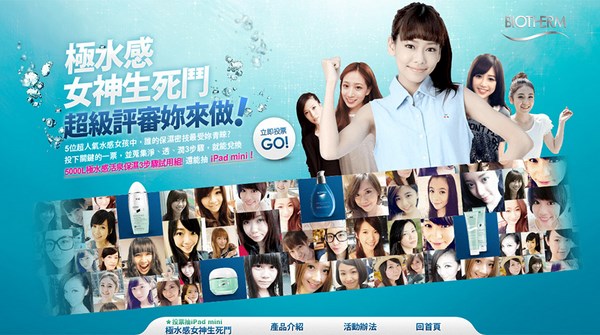 BIOTHERM
極水感
女神生死鬥
超級評審妳來做!
5位超人氣水感女孩中，誰的保濕密技最受妳青睞?
投下關鍵的一票，並蒐集淨、透、潤3步驟，就能兌換
5000L極水感活泉保濕3步驟試用組! 還能抽 iPad mini!
立即投票
GO!
★投票抽iPad mini
極水感女神生死鬥
產品介紹
活動辦法
回首頁